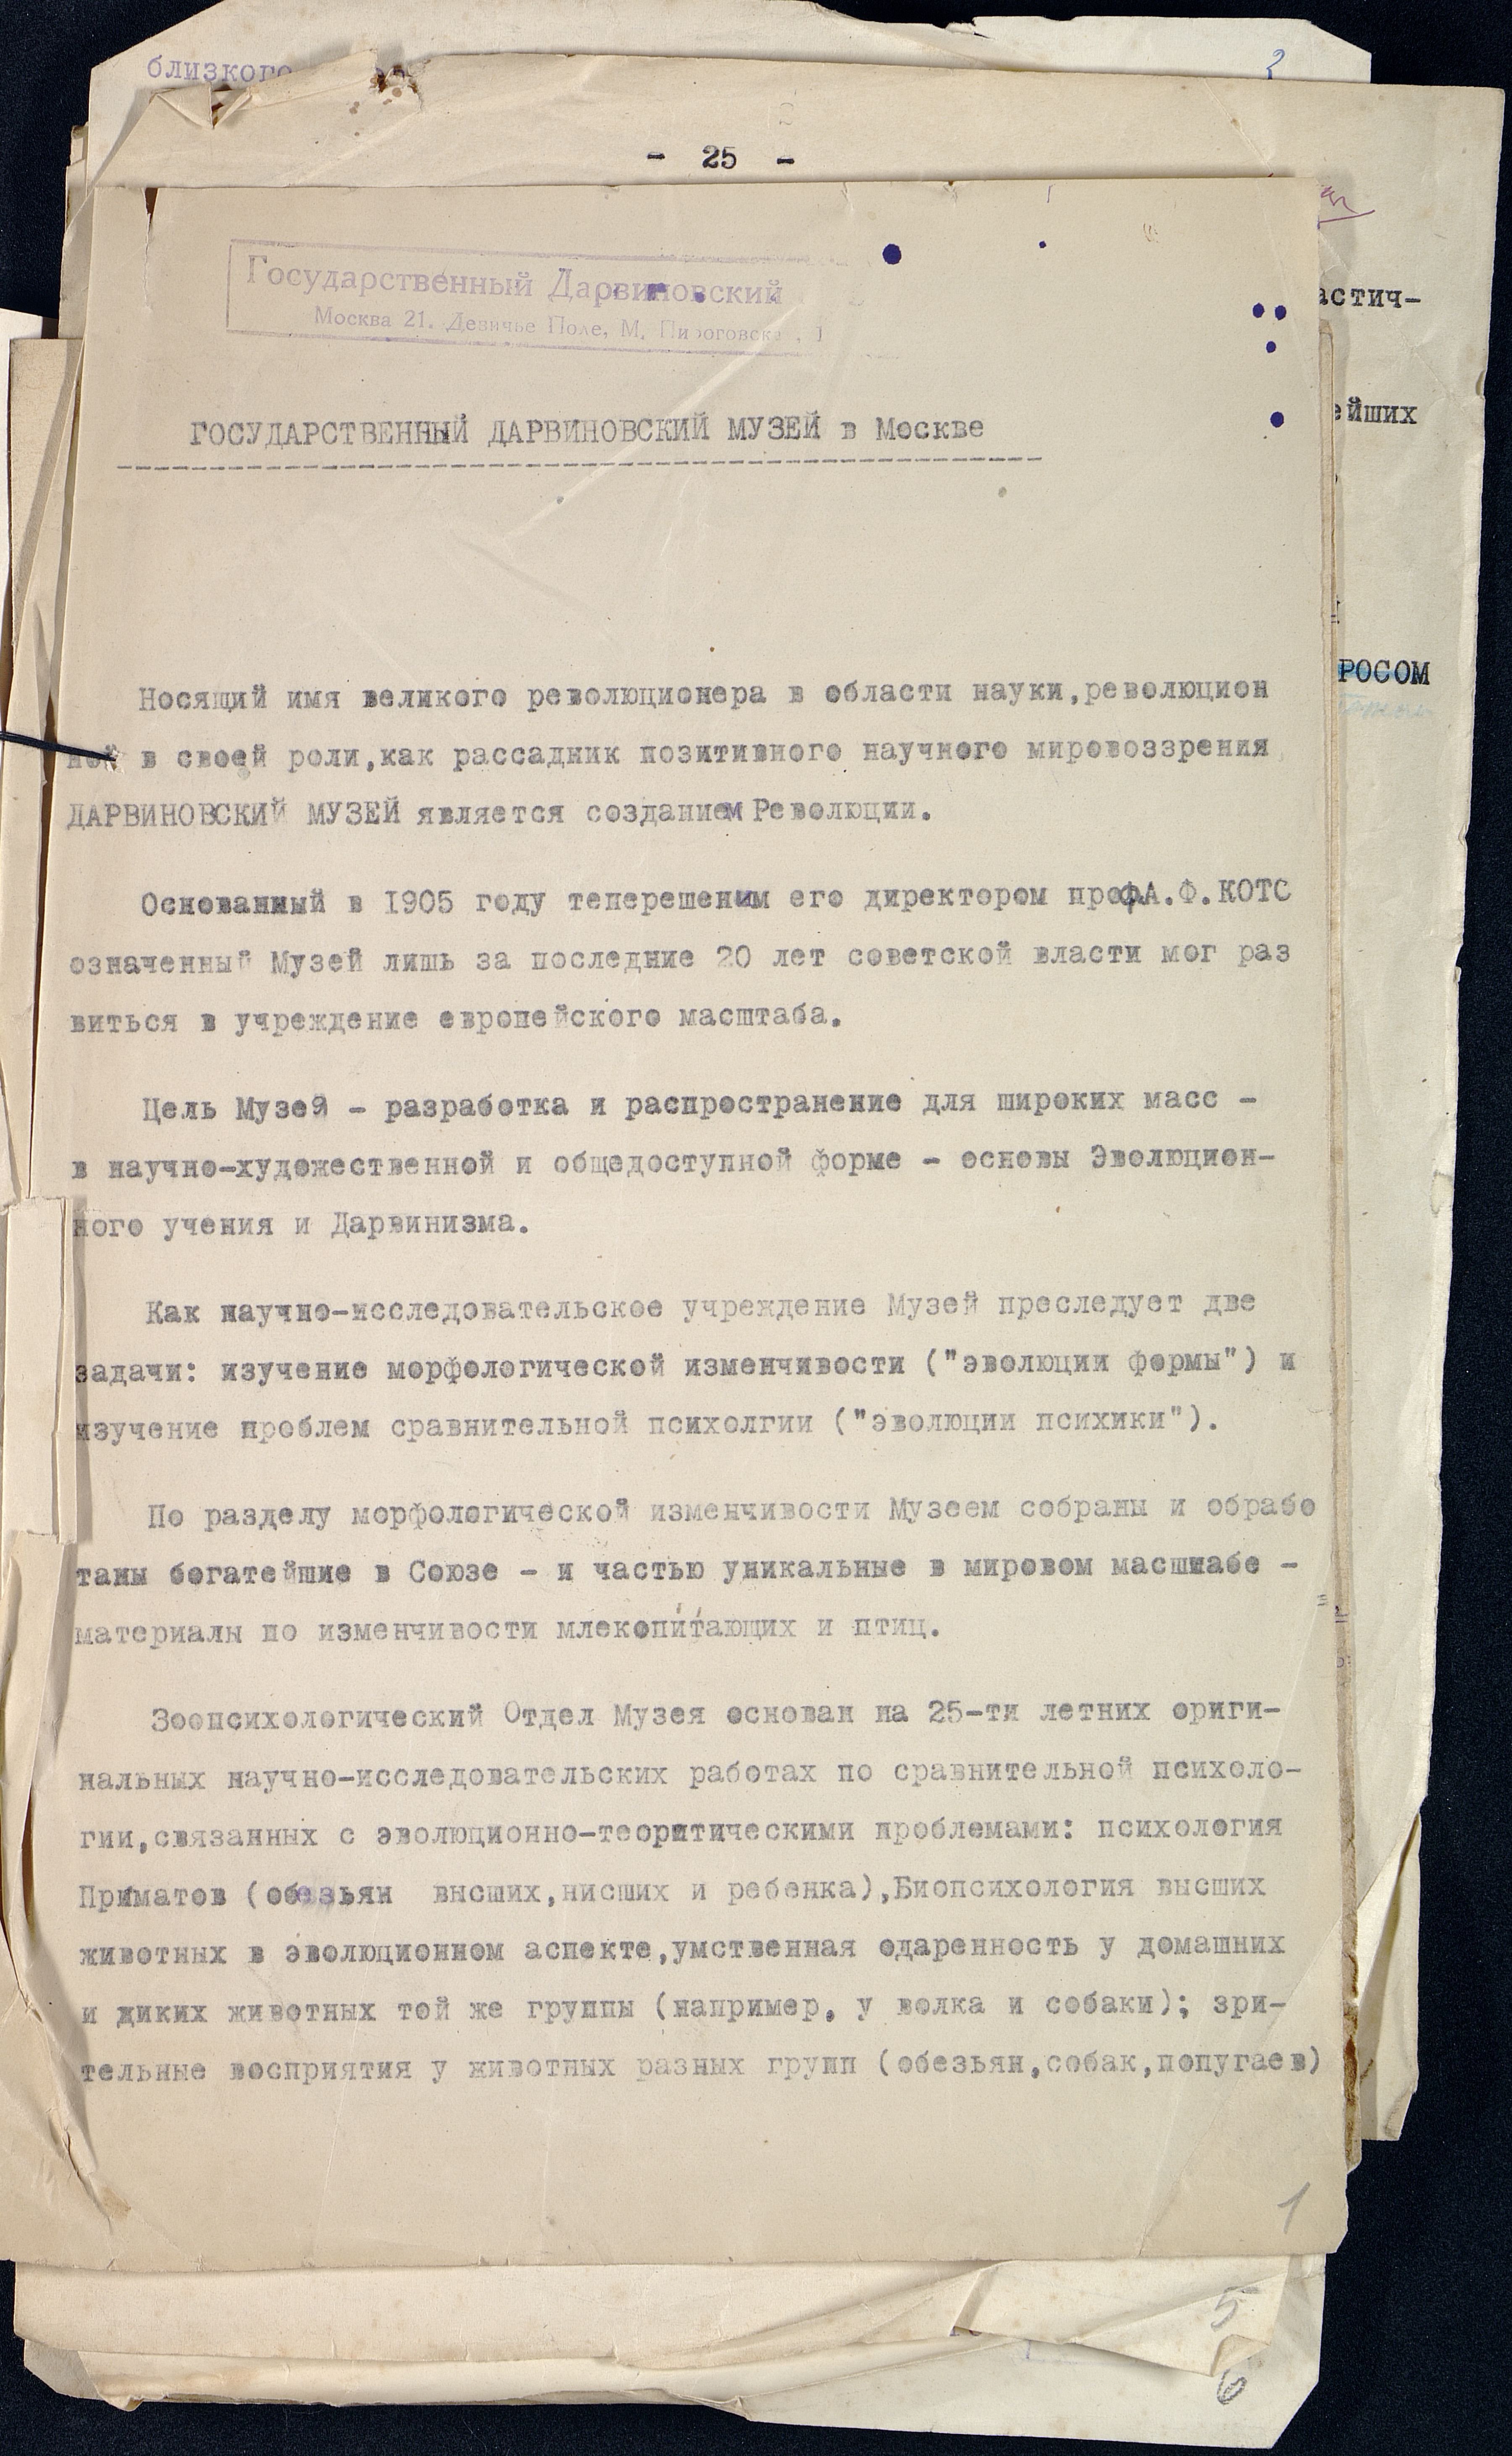 близкого
2
- 25 -
астич-
ейших
РОСОМ
Государственный Дарвиновский
Москва 21. Девичье Поле, М. Пироговска , 1
ГОСУДАРСТВЕННЫЙ ДАРВИНОВСКИЙ МУЗЕЙ в Москве
Носящий имя великого революционера в области науки,революцион
ной в своей роли,как рассадник позитивного научного мировоззрения
ДАРВИНОВСКИЙ МУЗЕЙ является созданием Революции.
Основанный в 1905 году теперешеним его директором проф.А.Ф.КОТС
означенный Музей лишь за последние 20 лет советской власти мог раз
виться в учреждение европейского масштаба.
Цель Музея - разработка и распространение для широких масс -
в научно-художественной и общедоступной форме - основы Эволюцион-
ного учения и Дарвинизма.
Как научно-исследовательское учреждение Музей преследует две
задачи: изучение морфологической изменчивости ("эволюции формы") и
изучение проблем сравнительной психолгии ("эволюции психики").
По разделу морфологической изменчивости Музеем собраны и обрабо
таны богатейшие в Союзе - и частью уникальные в мировом масшнабе -
материалы по изменчивости млекопитающих и птиц.
Зоопсихологический Отдел Музея основан на 25-ти летних ориги-
нальных научно-исследовательских работах по сравнительной психоло-
гии,связанных с эволюционно-теоритическими проблемами: психология
Приматов (обезьян высших,нисших и ребенка),Биопсихология высших
животных в эволюционном аспекте,умственная одаренность у домашних
и диких животных той же группы (например, у волка и собаки); зри-
тельные восприятия у животных разных групп (обезьян,собак,попугаев)
1
5
6